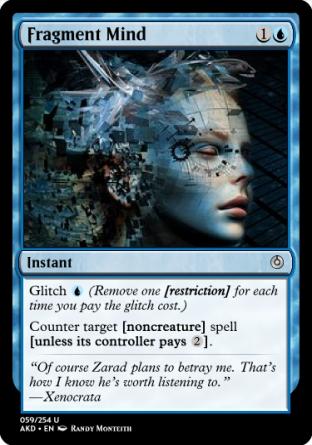 Fragment Mind 1
Instant
Glitch (Remove one [restriction] for each
time you pay the glitch cost.)
Counter target [noncreature] spell
[unless its controller pays 2].
“Of course Zarad plans to betray me. That’s
how I know he’s worth listening to.”
—Xenocrata
059/254 U
AKD • EN Randy Monteith